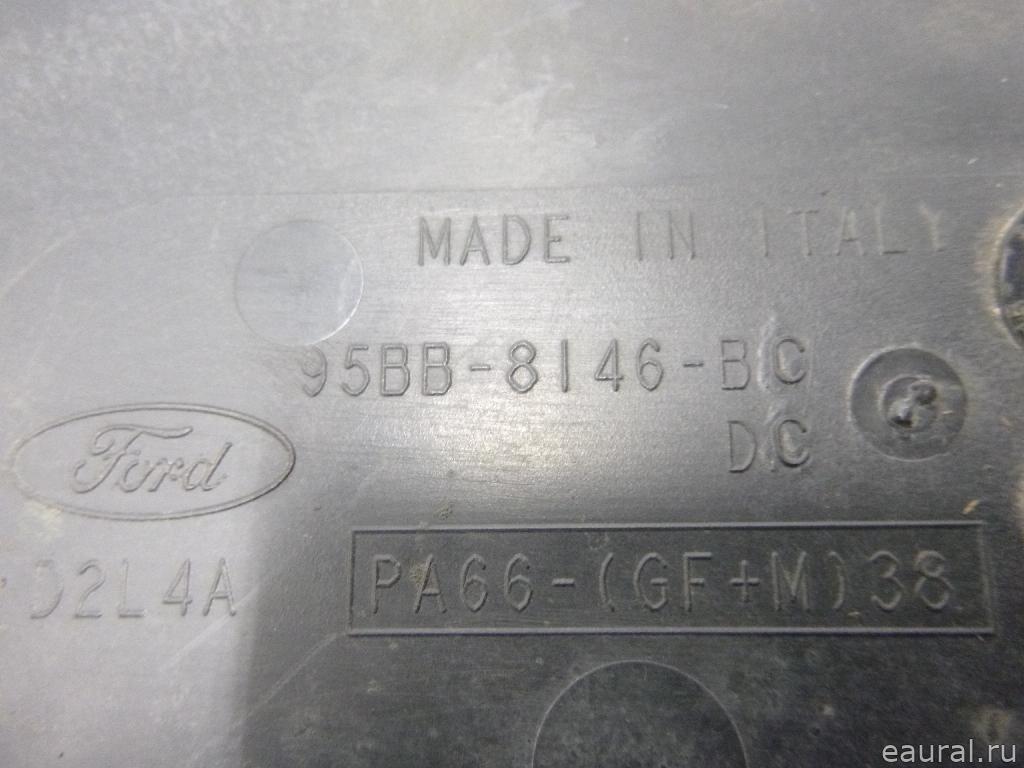 MADE IN ITALY
95BB-8146-BC
DC
Ford
D2L4A
PA66-(GF+M)38
eaural.ru